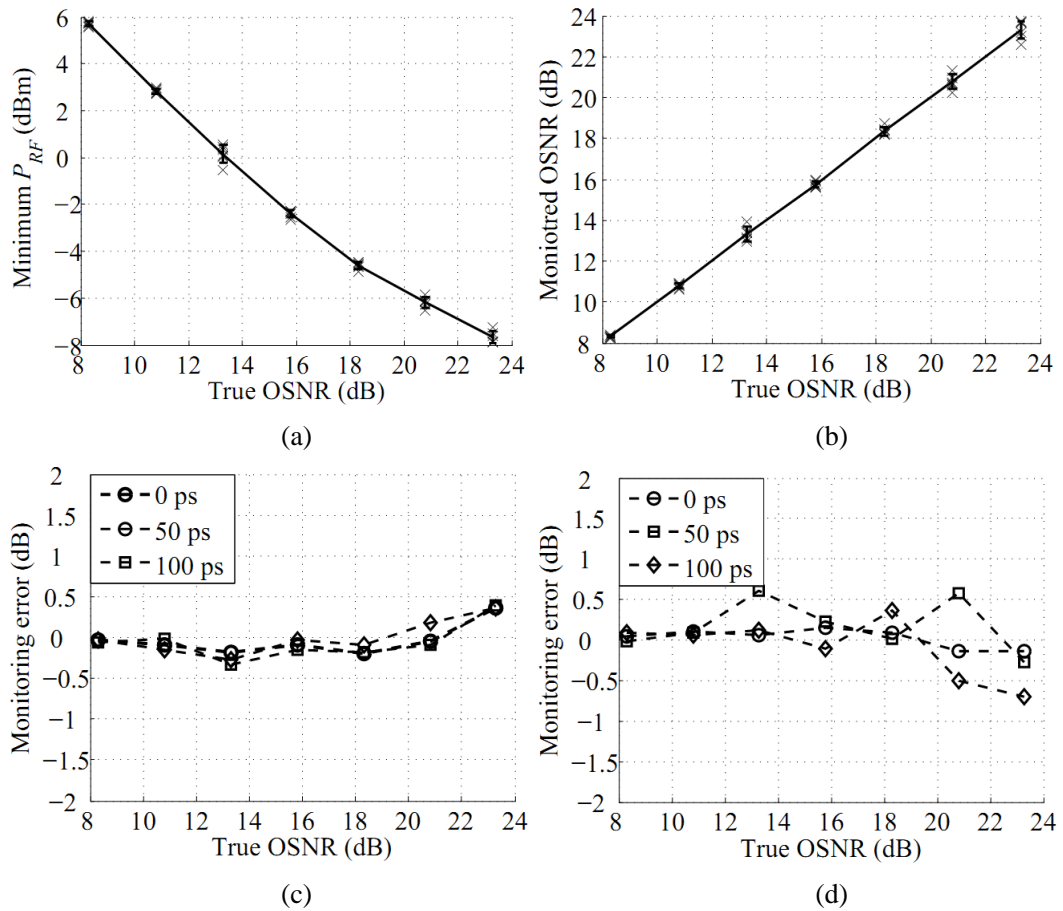 6
4
2
0
−2
−4
−6
−8
8 10 12 14 16 18 20 22 24
Minimum P_RF (dBm)
True OSNR (dB)
(a)
24
22
20
18
16
14
12
10
8
8 10 12 14 16 18 20 22 24
Moniotred OSNR (dB)
True OSNR (dB)
(b)
2
1.5
1
0.5
0
−0.5
−1
−1.5
−2
8 10 12 14 16 18 20 22 24
Monitoring error (dB)
True OSNR (dB)
0 ps
50 ps
100 ps
(c)
2
1.5
1
0.5
0
−0.5
−1
−1.5
−2
8 10 12 14 16 18 20 22 24
Monitoring error (dB)
True OSNR (dB)
0 ps
50 ps
100 ps
(d)